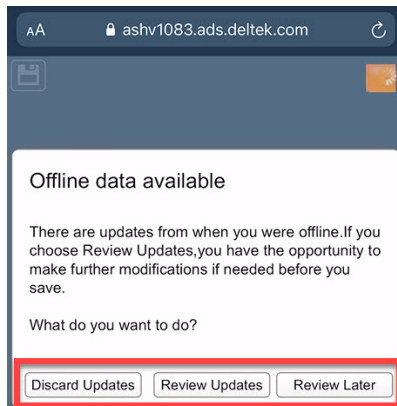 AA ashv1083.ads.deltek.com
Offline data available
There are updates from when you were offline.If you
choose Review Updates,you have the opportunity to
make further modifications if needed before you
save.
What do you want to do?
Discard Updates Review Updates Review Later